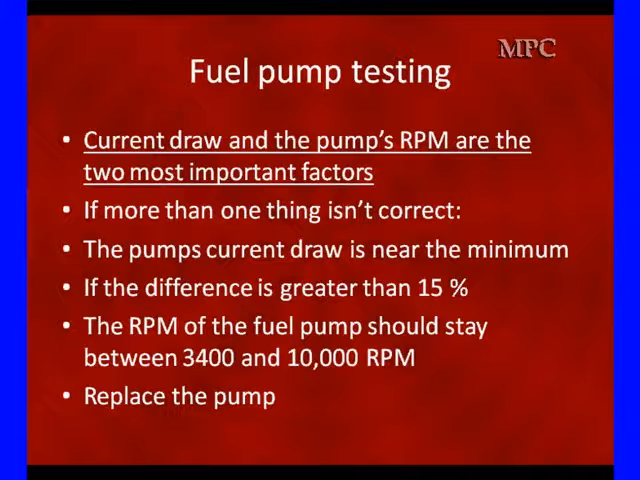 MPC
Fuel pump testing
• Current draw and the pump's RPM are the
two most important factors
• If more than one thing isn't correct:
• The pumps current draw is near the minimum
• If the difference is greater than 15 %
• The RPM of the fuel pump should stay
between 3400 and 10,000 RPM
• Replace the pump